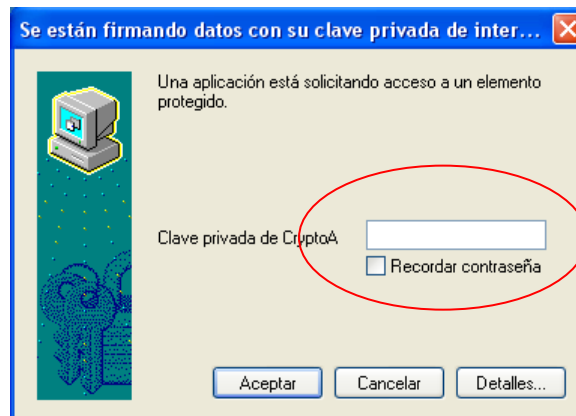 Se están firmando datos con su clave privada de inter...
Una aplicación está solicitando acceso a un elemento
protegido.
Clave privada de CryptoA
Recordar contraseña
Aceptar
Cancelar
Detalles...